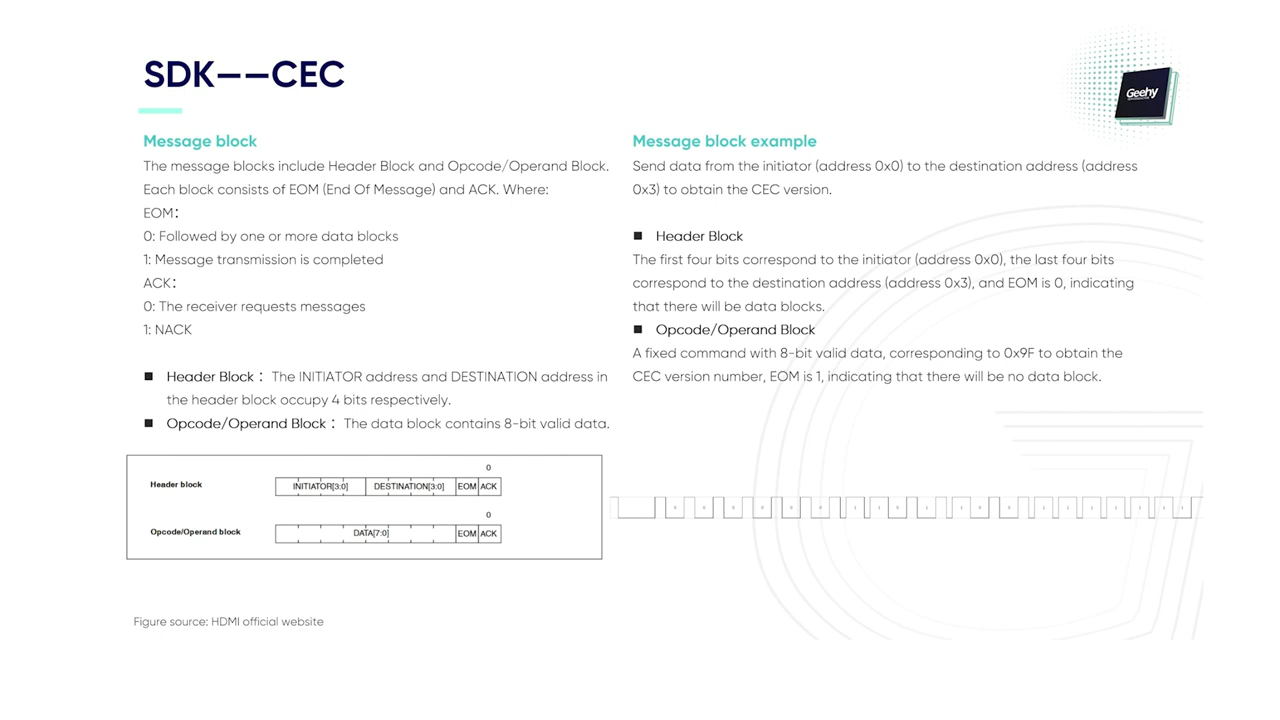 SDK——CEC
Geehy
Message block
The message blocks include Header Block and Opcode/Operand Block.
Each block consists of EOM (End Of Message) and ACK. Where:
EOM：
0: Followed by one or more data blocks
1: Message transmission is completed
ACK：
0: The receiver requests messages
1: NACK
■ Header Block： The INITIATOR address and DESTINATION address in
the header block occupy 4 bits respectively.
■ Opcode/Operand Block： The data block contains 8-bit valid data.
Message block example
Send data from the initiator (address 0x0) to the destination address (address
0x3) to obtain the CEC version.
■ Header Block
The first four bits correspond to the initiator (address 0x0), the last four bits
correspond to the destination address (address 0x3), and EOM is 0, indicating
that there will be data blocks.
■ Opcode/Operand Block
A fixed command with 8-bit valid data, corresponding to 0x9F to obtain the
CEC version number, EOM is 1, indicating that there will be no data block.
0
Header block INITIATOR[3:0] DESTINATION[3:0] EOM ACK
0
Opcode/Operand block DATA[7:0] EOM ACK
Figure source: HDMI official website